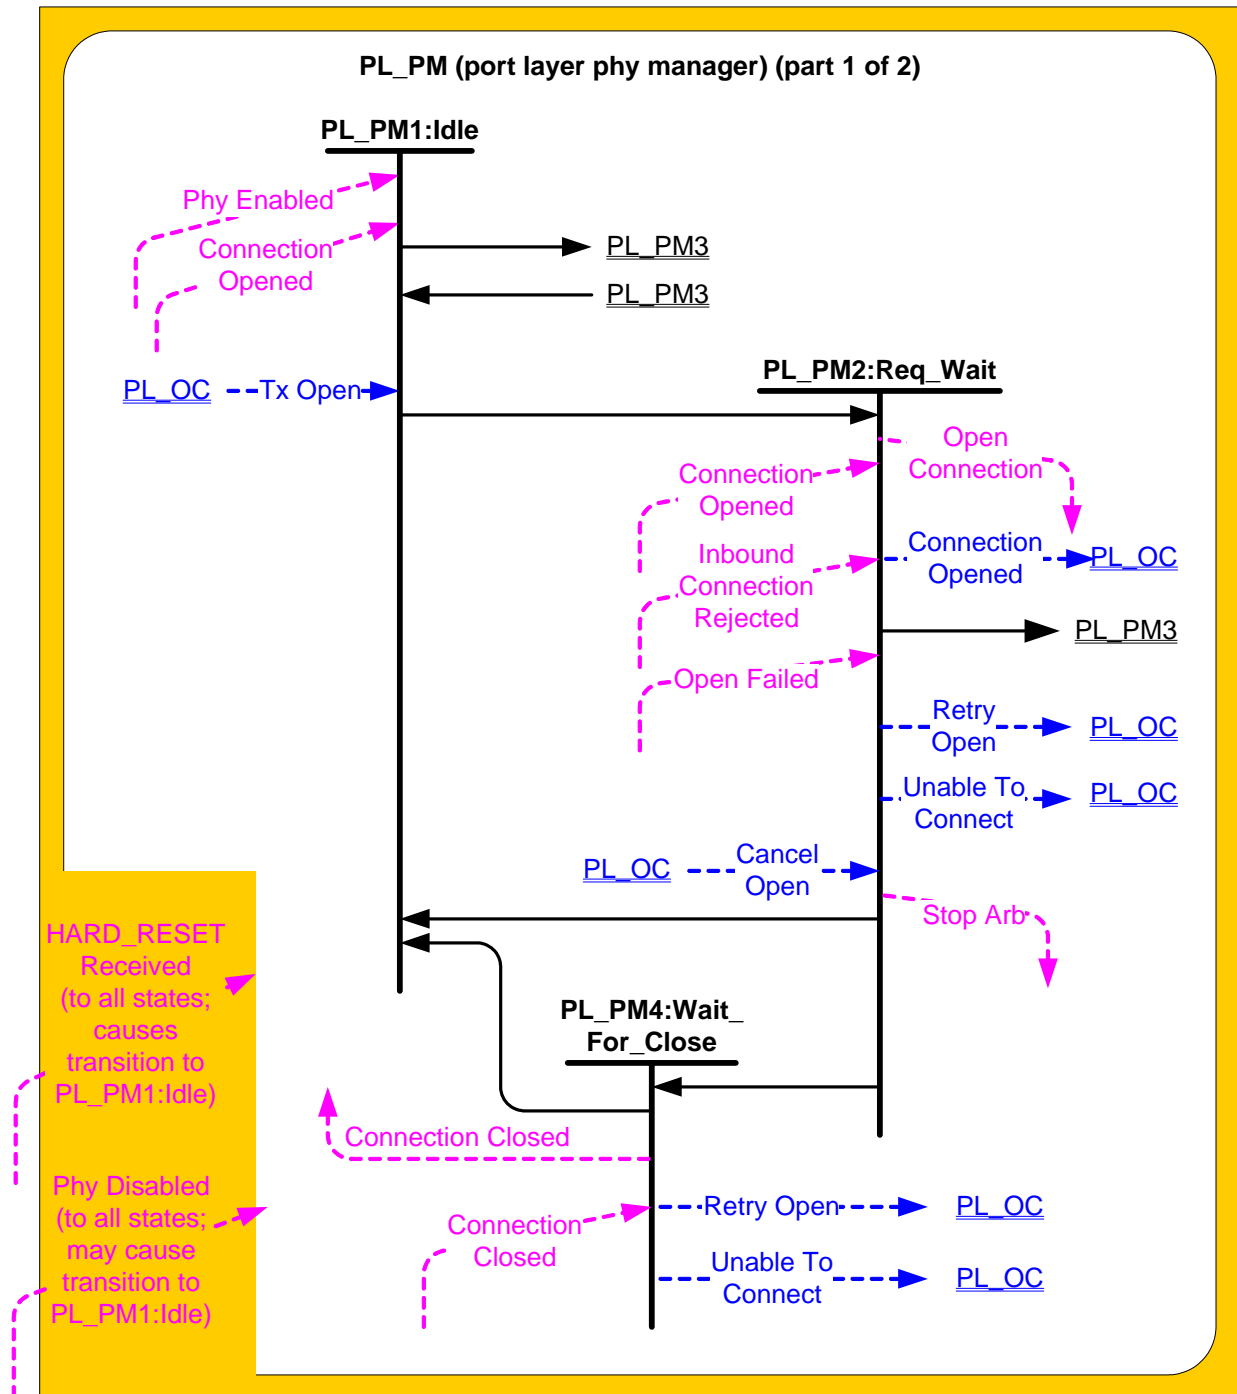 PL_PM (port layer phy manager) (part 1 of 2)
PL_PM1:Idle
Phy Enabled
Connection
Opened
PL_PM3
PL_PM3
PL_OC
Tx Open
PL_PM2:Req_Wait
Open
Connection
Connection
Opened
Inbound
Connection
Rejected
Connection
Opened
PL_OC
PL_PM3
Open Failed
Retry
Open
PL_OC
Unable To
Connect
PL_OC
PL_OC
Cancel
Open
Stop Arb
HARD_RESET
Received
(to all states;
causes
transition to
PL_PM1:Idle)
PL_PM4:Wait_
For_Close
Connection Closed
Phy Disabled
(to all states;
may cause
transition to
PL_PM1:Idle)
Connection
Closed
Retry Open
PL_OC
Unable To
Connect
PL_OC